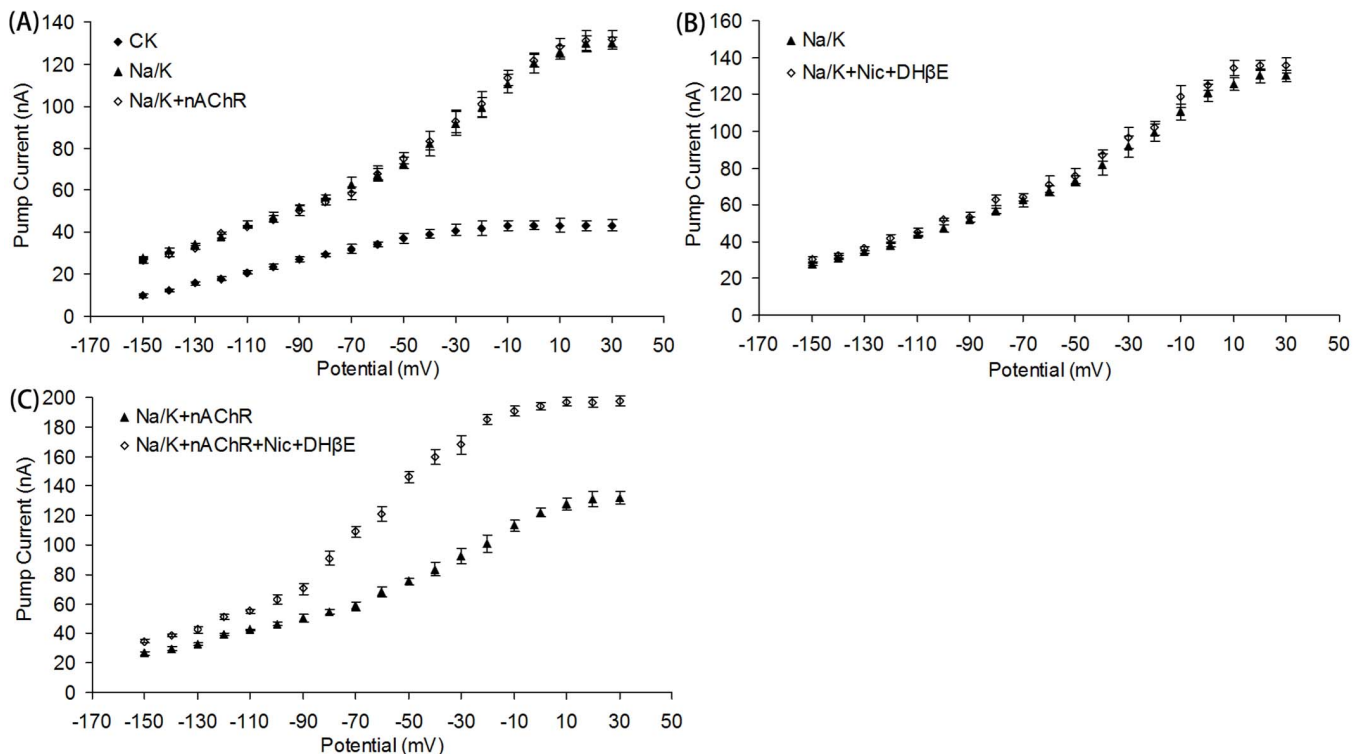 (A)
Pump Current (nA)
140
120
100
80
60
40
20
0
CK
Na/K
Na/K+nAChR
-170 -150 -130 -110 -90 -70 -50 -30 -10 10 30 50
Potential (mV)
(B)
Pump Current (nA)
160
140
120
100
80
60
40
20
0
Na/K
Na/K+Nic+DHβE
-170 -150 -130 -110 -90 -70 -50 -30 -10 10 30 50
Potential (mV)
(C)
Pump Current (nA)
200
180
160
140
120
100
80
60
40
20
0
Na/K+nAChR
Na/K+nAChR+Nic+DHβE
-170 -150 -130 -110 -90 -70 -50 -30 -10 10 30 50
Potential (mV)